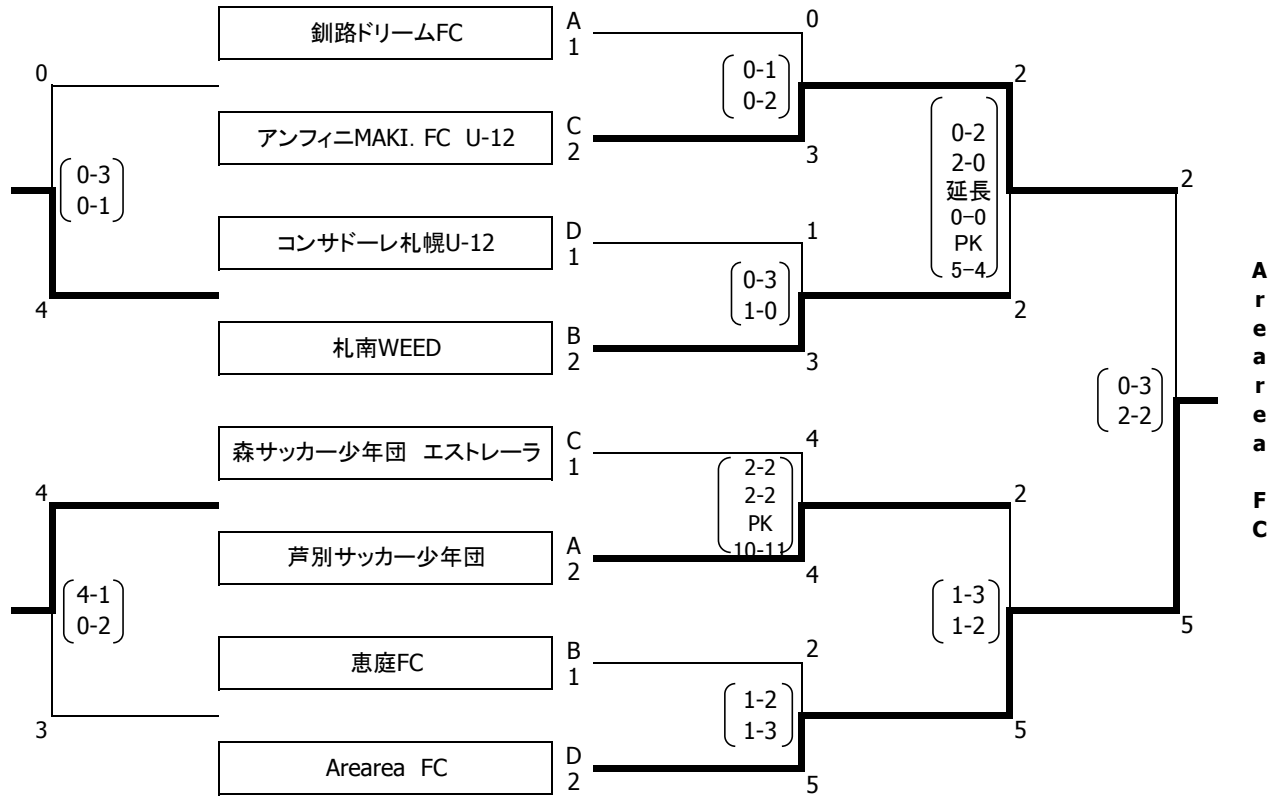 釧路ドリームFC
A
1
0
0
0-1
0-2
2
アンフィニMAKI. FC U-12
C
2
3
0-2
2-0
延長
0-0
PK
5-4
0-3
0-1
2
コンサドーレ札幌U-12
D
1
1
4
0-3
1-0
2
札南WEED
B
2
3
0-3
2-2
Arearea FC
森サッカー少年団 エストレーラ
C
1
4
4
2-2
2-2
PK
10-11
2
芦別サッカー少年団
A
2
4
4-1
0-2
1-3
1-2
5
恵庭FC
B
1
2
3
1-2
1-3
5
Arearea FC
D
2
5